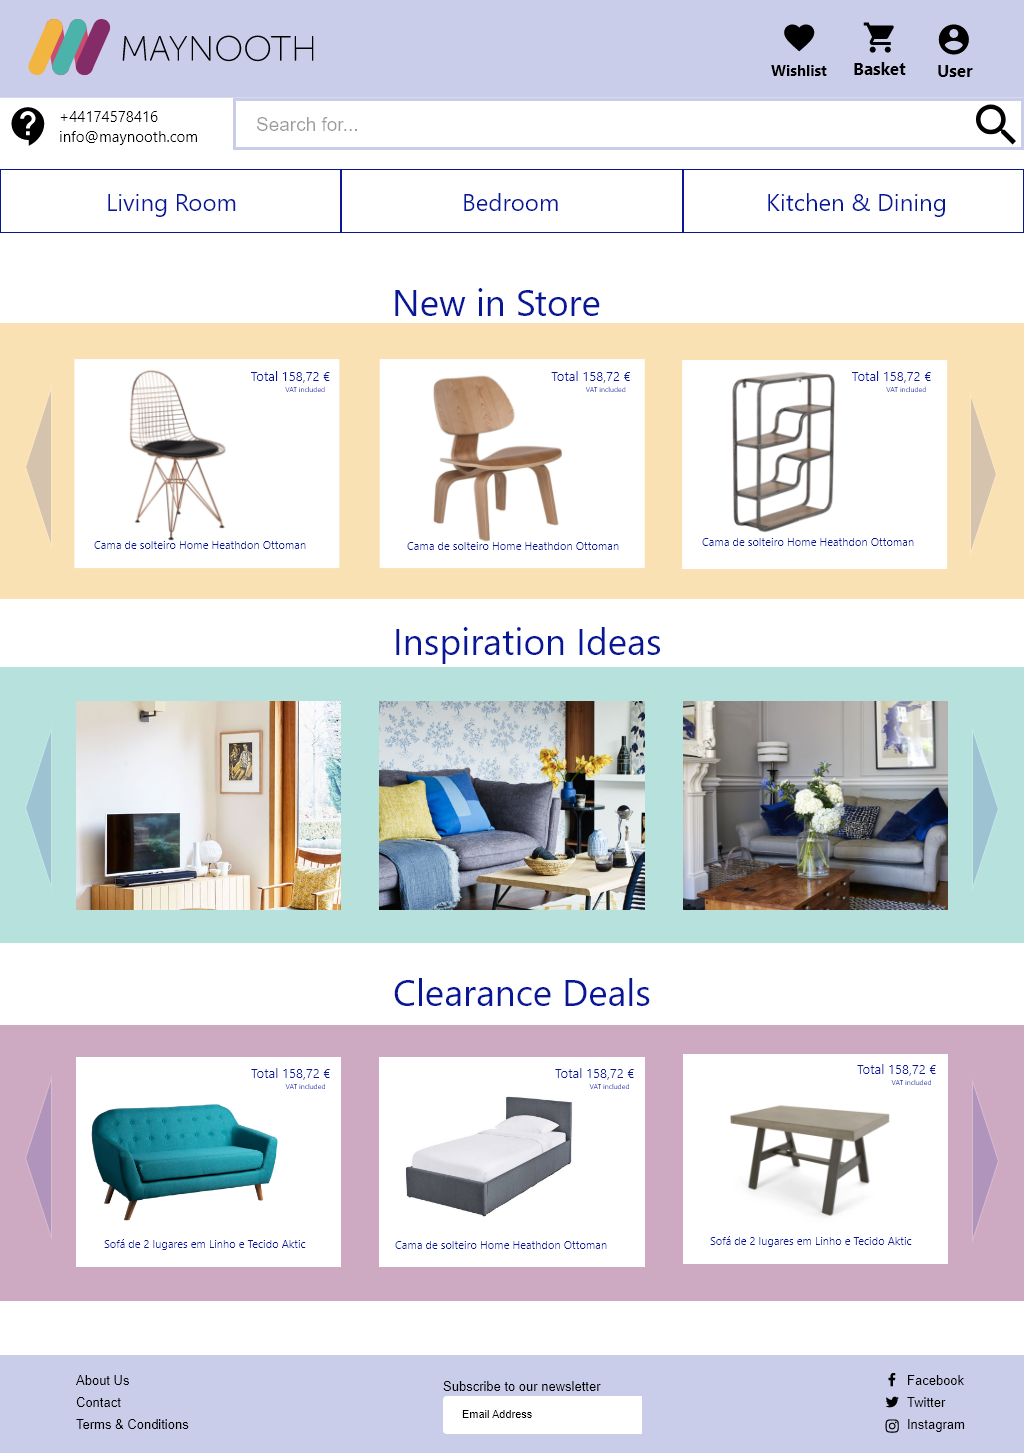 MAYNOOTH
Wishlist
Basket
User
+44174578416
info@maynooth.com
Search for...
Living Room
Bedroom
Kitchen & Dining
New in Store
Total 158,72 €
VAT included
Cama de solteiro Home Heathdon Ottoman
Total 158,72 €
VAT included
Cama de solteiro Home Heathdon Ottoman
Total 158,72 €
VAT included
Cama de solteiro Home Heathdon Ottoman
Inspiration Ideas
Clearance Deals
Total 158,72 €
VAT included
Sofá de 2 lugares em Linho e Tecido Aktic
Total 158,72 €
VAT included
Cama de solteiro Home Heathdon Ottoman
Total 158,72 €
VAT included
Sofá de 2 lugares em Linho e Tecido Aktic
About Us
Contact
Terms & Conditions
Subscribe to our newsletter
Email Address
Facebook
Twitter
Instagram